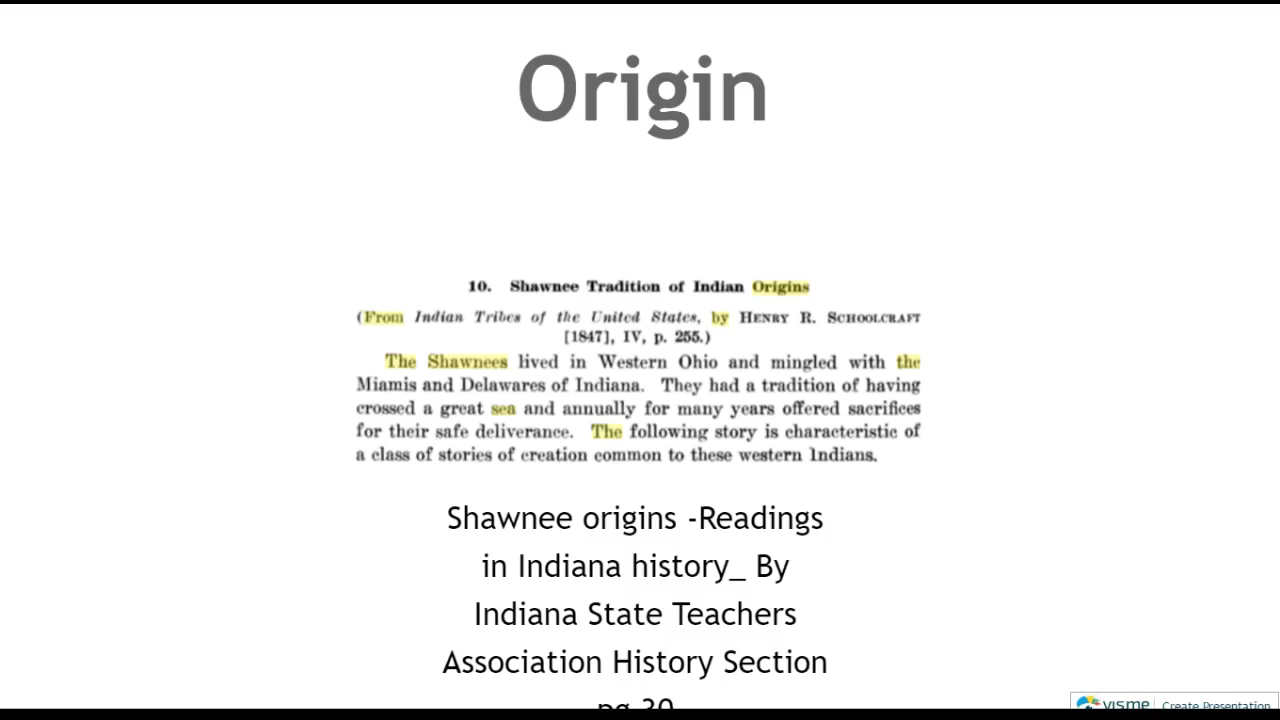 Origin
10. Shawnee Tradition of Indian Origins
(From Indian Tribes of the United States, by HENRY R. SCHOOLCRAFT
[1847], IV, p. 255.)
The Shawnees lived in Western Ohio and mingled with the
Miamis and Delawares of Indiana. They had a tradition of having
crossed a great sea and annually for many years offered sacrifices
for their safe deliverance. The following story is characteristic of
a class of stories of creation common to these western Indians.
Shawnee origins -Readings
in Indiana history_ By
Indiana State Teachers
Association History Section
pg 30
visme Create Presentation